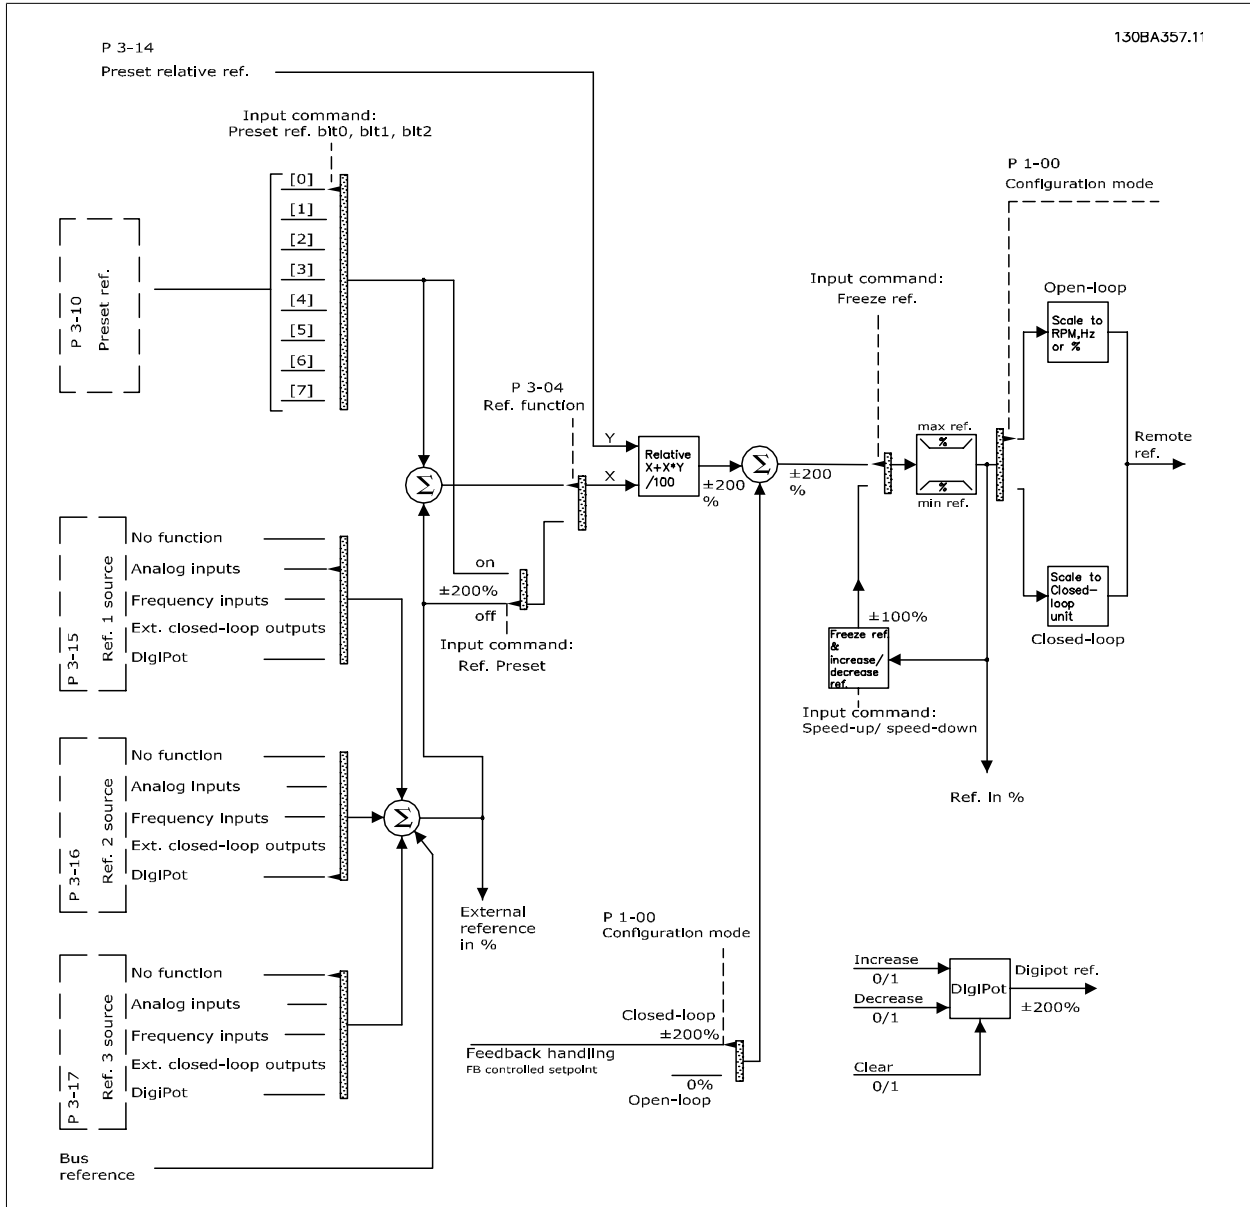 130BA357.11
P 3-14
Preset relative ref.
Input command:
Preset ref. bit0, bit1, bit2
[0]
[1]
[2]
[3]
[4]
[5]
[6]
[7]
P 3-10
Preset ref.
P 1-00
Configuration mode
Input command:
Freeze ref.
Open-loop
Scale to
RPM,Hz
or %
P 3-04
Ref. function
Y
X
Relative
X+X*Y
/100
±200
%
Σ
±200
%
max ref.
%
%
min ref.
Remote
ref.
Σ
on
±200%
off
Input command:
Ref. Preset
P 3-15
Ref. 1 source
No function
Analog inputs
Frequency inputs
Ext. closed-loop outputs
DigiPot
Scale to
Closed-
loop
unit
Closed-loop
±100%
Freeze ref.
&
increase/
decrease
ref.
Input command:
Speed-up/ speed-down
Ref. in %
P 3-16
Ref. 2 source
No function
Analog inputs
Frequency inputs
Ext. closed-loop outputs
DigiPot
Σ
External
reference
in %
P 3-17
Ref. 3 source
No function
Analog inputs
Frequency inputs
Ext. closed-loop outputs
DigiPot
Bus
reference
P 1-00
Configuration mode
Closed-loop
±200%
Feedback handling
FB controlled setpoint
0%
Open-loop
Increase
0/1
Decrease
0/1
Clear
0/1
DigiPot
Digipot ref.
±200%